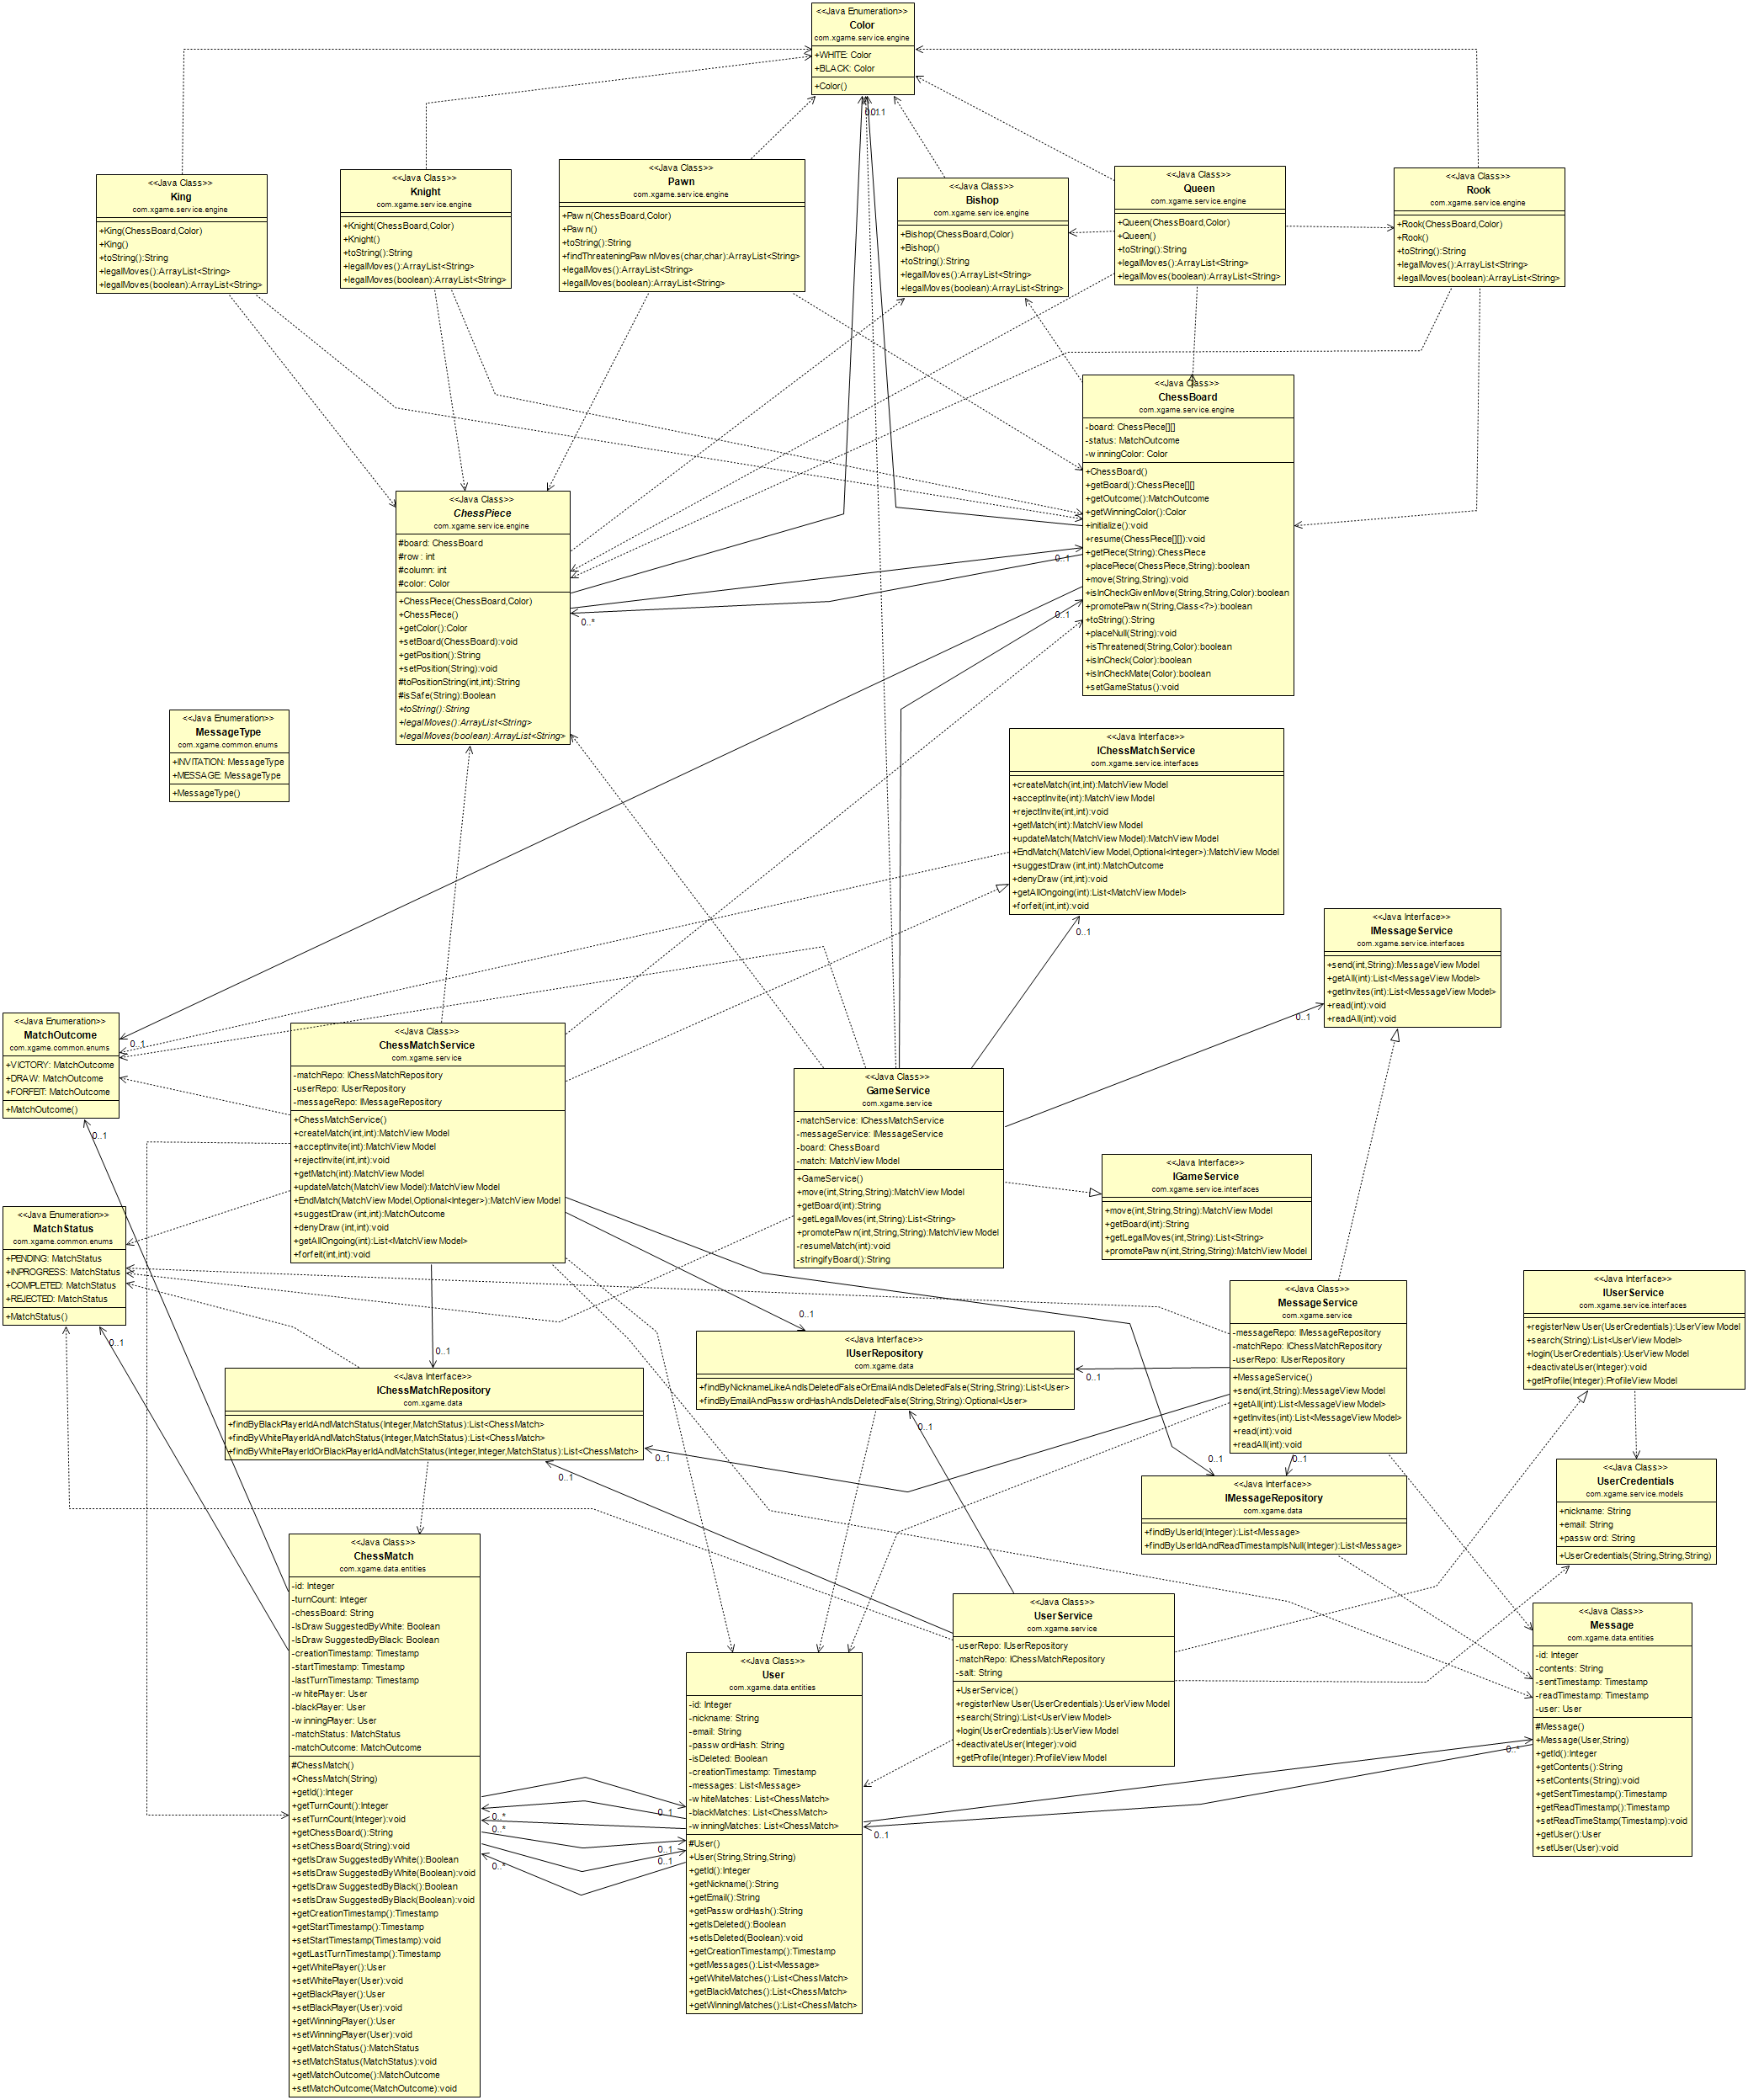 <<Java Enumeration>>
Color
com.xgame.service.engine
+WHITE: Color
+BLACK: Color
+Color()
<<Java Class>>
King
com.xgame.service.engine
+King(ChessBoard,Color)
+King()
+toString():String
+legalMoves():ArrayList<String>
+legalMoves(boolean):ArrayList<String>
<<Java Class>>
Knight
com.xgame.service.engine
+Knight(ChessBoard,Color)
+Knight()
+toString():String
+legalMoves():ArrayList<String>
+legalMoves(boolean):ArrayList<String>
<<Java Class>>
Pawn
com.xgame.service.engine
+Pawn(ChessBoard,Color)
+Pawn()
+toString():String
+findThreateningPawnMoves(char,char):ArrayList<String>
+legalMoves():ArrayList<String>
+legalMoves(boolean):ArrayList<String>
<<Java Class>>
Bishop
com.xgame.service.engine
+Bishop(ChessBoard,Color)
+Bishop()
+toString():String
+legalMoves():ArrayList<String>
+legalMoves(boolean):ArrayList<String>
<<Java Class>>
Queen
com.xgame.service.engine
+Queen(ChessBoard,Color)
+Queen()
+toString():String
+legalMoves():ArrayList<String>
+legalMoves(boolean):ArrayList<String>
<<Java Class>>
Rook
com.xgame.service.engine
+Rook(ChessBoard,Color)
+Rook()
+toString():String
+legalMoves():ArrayList<String>
+legalMoves(boolean):ArrayList<String>
<<Java Class>>
ChessBoard
com.xgame.service.engine
-board: ChessPiece[][]
-status: MatchOutcome
-winningColor: Color
+ChessBoard()
+getBoard():ChessPiece[][]
+getOutcome():MatchOutcome
+getWinningColor():Color
+initialize():void
+resume(ChessPiece[][]):void
+getPiece(String):ChessPiece
+placePiece(ChessPiece,String):boolean
+move(String,String):void
+isInCheckGivenMove(String,String,Color):boolean
+promotePawn(String,Class<?>):boolean
+toString():String
+placeNull(String):void
+isThreatened(String,Color):boolean
+isInCheck(Color):boolean
+isInCheckMate(Color):boolean
+setGameStatus():void
0..1
0..1
<<Java Class>>
ChessPiece
com.xgame.service.engine
#board: ChessBoard
#row: int
#column: int
#color: Color
+ChessPiece(ChessBoard,Color)
+ChessPiece()
+getColor():Color
+setBoard(ChessBoard):void
+getPosition():String
+setPosition(String):void
#toPositionString(int,int):String
#isSafe(String):Boolean
+toString():String
+legalMoves():ArrayList<String>
+legalMoves(boolean):ArrayList<String>
0..*
<<Java Enumeration>>
MessageType
com.xgame.common.enums
+INVITATION: MessageType
+MESSAGE: MessageType
+MessageType()
<<Java Interface>>
IChessMatchService
com.xgame.service.interfaces
+createMatch(int,int):MatchViewModel
+acceptInvite(int):MatchViewModel
+rejectInvite(int,int):void
+getMatch(int):MatchViewModel
+updateMatch(MatchViewModel):MatchViewModel
+EndMatch(MatchViewModel,Optional<Integer>):MatchViewModel
+suggestDraw(int,int):MatchOutcome
+denyDraw(int,int):void
+getAllOngoing(int):List<MatchViewModel>
+forfeit(int,int):void
0..1
<<Java Interface>>
IMessageService
com.xgame.service.interfaces
+send(int,String):MessageViewModel
+getAll(int):List<MessageViewModel>
+getInvites(int):List<MessageViewModel>
+read(int):void
+readAll(int):void
0..1
<<Java Enumeration>>
MatchOutcome
com.xgame.common.enums
+VICTORY: MatchOutcome
+DRAW: MatchOutcome
+FORFEIT: MatchOutcome
+MatchOutcome()
0..1
0..1
<<Java Class>>
ChessMatchService
com.xgame.service
-matchRepo: IChessMatchRepository
-userRepo: IUserRepository
-messageRepo: IMessageRepository
+ChessMatchService()
+createMatch(int,int):MatchViewModel
+acceptInvite(int):MatchViewModel
+rejectInvite(int,int):void
+getMatch(int):MatchViewModel
+updateMatch(MatchViewModel):MatchViewModel
+EndMatch(MatchViewModel,Optional<Integer>):MatchViewModel
+suggestDraw(int,int):MatchOutcome
+denyDraw(int,int):void
+getAllOngoing(int):List<MatchViewModel>
+forfeit(int,int):void
<<Java Class>>
GameService
com.xgame.service
-matchService: IChessMatchService
-messageService: IMessageService
-board: ChessBoard
-match: MatchViewModel
+GameService()
+move(int,String,String):MatchViewModel
+getBoard(int):String
+getLegalMoves(int,String):List<String>
+promotePawn(int,String,String):MatchViewModel
-resumeMatch(int):void
-stringifyBoard():String
<<Java Interface>>
IGameService
com.xgame.service.interfaces
+move(int,String,String):MatchViewModel
+getBoard(int):String
+getLegalMoves(int,String):List<String>
+promotePawn(int,String,String):MatchViewModel
<<Java Enumeration>>
MatchStatus
com.xgame.common.enums
+PENDING: MatchStatus
+INPROGRESS: MatchStatus
+COMPLETED: MatchStatus
+REJECTED: MatchStatus
+MatchStatus()
0..1
<<Java Class>>
MessageService
com.xgame.service
-messageRepo: IMessageRepository
-matchRepo: IChessMatchRepository
-userRepo: IUserRepository
+MessageService()
+send(int,String):MessageViewModel
+getAll(int):List<MessageViewModel>
+getInvites(int):List<MessageViewModel>
+read(int):void
+readAll(int):void
<<Java Interface>>
IUserService
com.xgame.service.interfaces
+registerNewUser(UserCredentials):UserViewModel
+search(String):List<UserViewModel>
+login(UserCredentials):UserViewModel
+deactivateUser(Integer):void
+getProfile(Integer):ProfileViewModel
0..1
<<Java Interface>>
IUserRepository
com.xgame.data
+findByNicknameLikeAndIsDeletedFalseOrEmailAndIsDeletedFalse(String,String):List<User>
+findByEmailAndPasswordHashAndIsDeletedFalse(String,String):Optional<User>
0..1
0..1
0..1
<<Java Interface>>
IChessMatchRepository
com.xgame.data
+findByBlackPlayerIdAndMatchStatus(Integer,MatchStatus):List<ChessMatch>
+findByWhitePlayerIdAndMatchStatus(Integer,MatchStatus):List<ChessMatch>
+findByWhitePlayerIdOrBlackPlayerIdAndMatchStatus(Integer,Integer,MatchStatus):List<ChessMatch>
0..1
0..1
0..1
0..1
<<Java Interface>>
IMessageRepository
com.xgame.data
+findByUserId(Integer):List<Message>
+findByUserIdAndReadTimestampIsNull(Integer):List<Message>
<<Java Class>>
UserCredentials
com.xgame.service.models
+nickname: String
+email: String
+password: String
+UserCredentials(String,String,String)
<<Java Class>>
ChessMatch
com.xgame.data.entities
-id: Integer
-turnCount: Integer
-chessBoard: String
-IsDrawSuggestedByWhite: Boolean
-IsDrawSuggestedByBlack: Boolean
-creationTimestamp: Timestamp
-startTimestamp: Timestamp
-lastTurnTimestamp: Timestamp
-whitePlayer: User
-blackPlayer: User
-winningPlayer: User
-matchStatus: MatchStatus
-matchOutcome: MatchOutcome
#ChessMatch()
+ChessMatch(String)
+getId():Integer
+getTurnCount():Integer
+setTurnCount(Integer):void
+getChessBoard():String
+setChessBoard(String):void
+getIsDrawSuggestedByWhite():Boolean
+setIsDrawSuggestedByWhite(Boolean):void
+getIsDrawSuggestedByBlack():Boolean
+setIsDrawSuggestedByBlack(Boolean):void
+getCreationTimestamp():Timestamp
+getStartTimestamp():Timestamp
+setStartTimestamp(Timestamp):void
+getLastTurnTimestamp():Timestamp
+getWhitePlayer():User
+setWhitePlayer(User):void
+getBlackPlayer():User
+setBlackPlayer(User):void
+getWinningPlayer():User
+setWinningPlayer(User):void
+getMatchStatus():MatchStatus
+setMatchStatus(MatchStatus):void
+getMatchOutcome():MatchOutcome
+setMatchOutcome(MatchOutcome):void
0..*
0..*
0..*
0..1
0..1
0..1
<<Java Class>>
User
com.xgame.data.entities
-id: Integer
-nickname: String
-email: String
-passwordHash: String
-isDeleted: Boolean
-creationTimestamp: Timestamp
-messages: List<Message>
-whiteMatches: List<ChessMatch>
-blackMatches: List<ChessMatch>
-winningMatches: List<ChessMatch>
#User()
+User(String,String,String)
+getId():Integer
+getNickname():String
+getEmail():String
+getPasswordHash():String
+getIsDeleted():Boolean
+setIsDeleted(Boolean):void
+getCreationTimestamp():Timestamp
+getMessages():List<Message>
+getWhiteMatches():List<ChessMatch>
+getBlackMatches():List<ChessMatch>
+getWinningMatches():List<ChessMatch>
0..1
<<Java Class>>
UserService
com.xgame.service
-userRepo: IUserRepository
-matchRepo: IChessMatchRepository
-salt: String
+UserService()
+registerNewUser(UserCredentials):UserViewModel
+search(String):List<UserViewModel>
+login(UserCredentials):UserViewModel
+deactivateUser(Integer):void
+getProfile(Integer):ProfileViewModel
<<Java Class>>
Message
com.xgame.data.entities
-id: Integer
-contents: String
-sentTimestamp: Timestamp
-readTimestamp: Timestamp
-user: User
#Message()
+Message(User,String)
+getId():Integer
+getContents():String
+setContents(String):void
+getSentTimestamp():Timestamp
+getReadTimestamp():Timestamp
+setReadTimeStamp(Timestamp):void
+getUser():User
+setUser(User):void
0..*